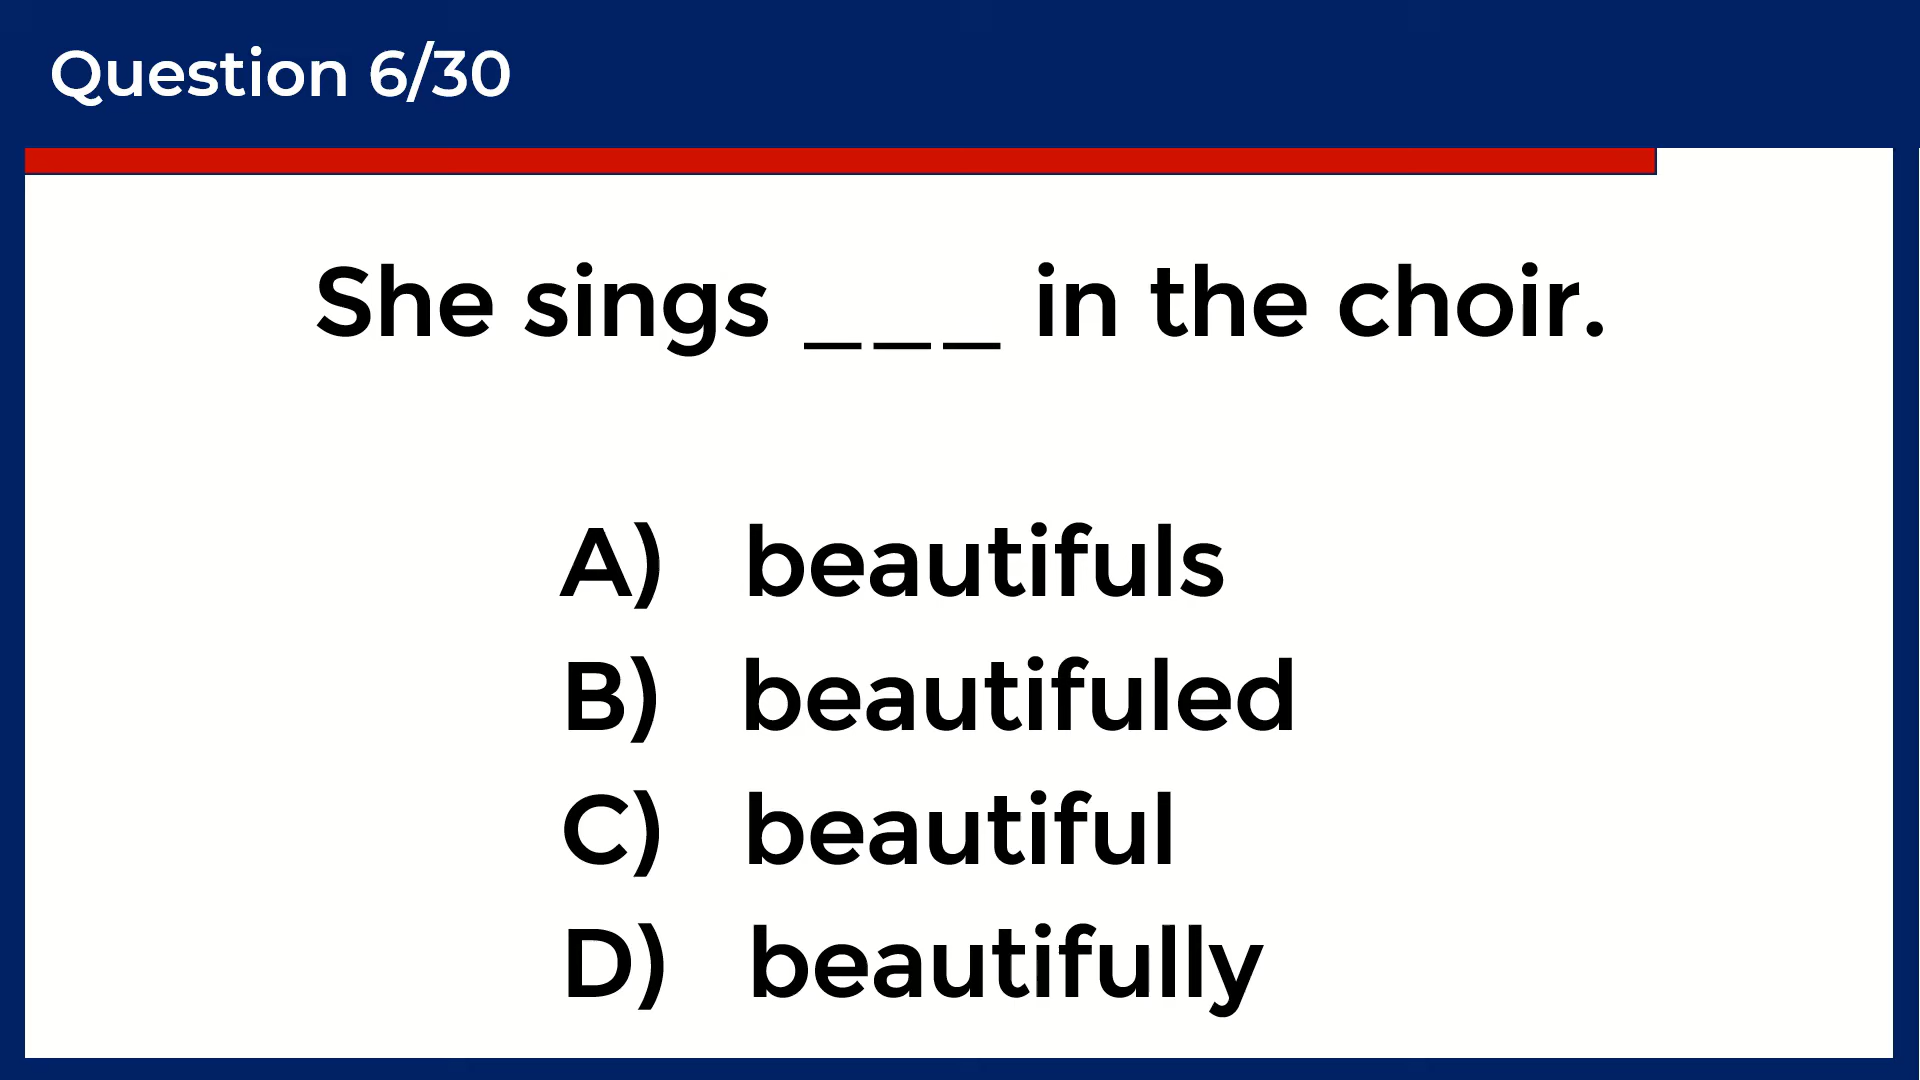 Question 6/30
She sings ___ in the choir.
A) beautifuls
B) beautifuled
C) beautiful
D) beautifully